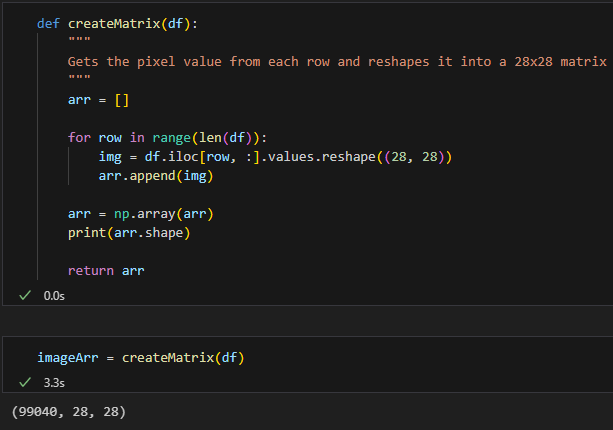 def createMatrix(df):
    """
    Gets the pixel value from each row and reshapes it into a 28x28 matrix
    """
    arr = []

    for row in range(len(df)):
        img = df.iloc[row, :].values.reshape((28, 28))
        arr.append(img)

    arr = np.array(arr)
    print(arr.shape)

    return arr
0.0s
imageArr = createMatrix(df)
3.3s
(99040, 28, 28)